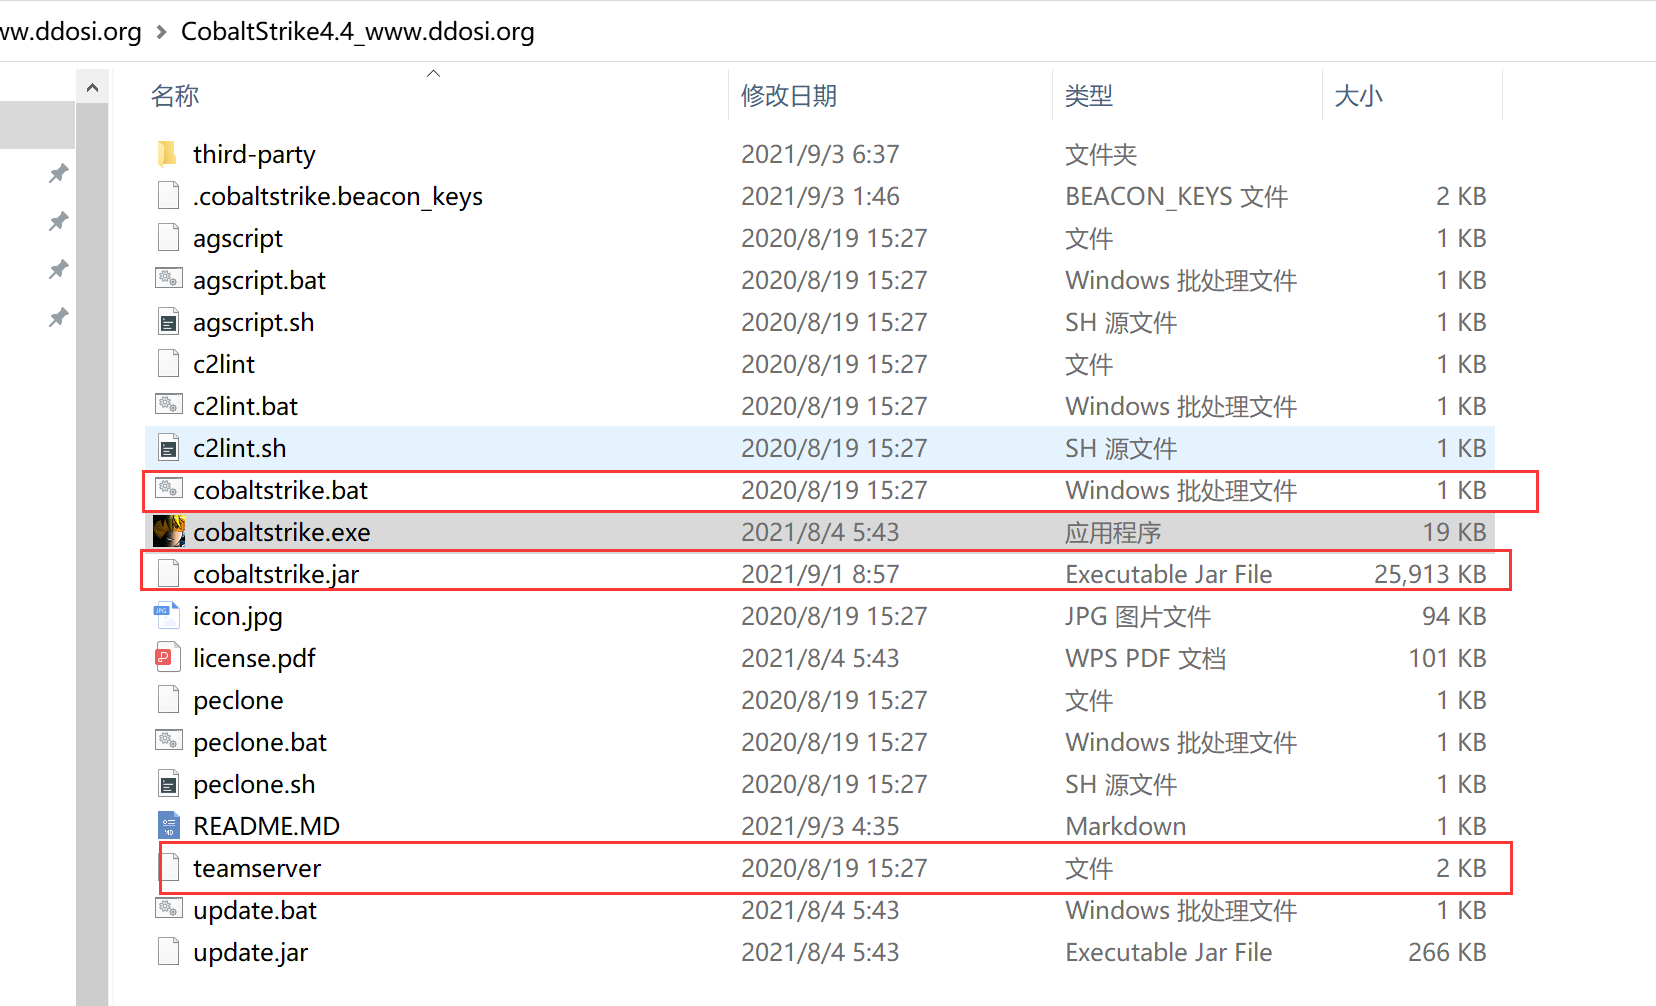 ww.ddosi.org > CobaltStrike4.4_www.ddosi.org
名称 修改日期 类型 大小
third-party 2021/9/3 6:37 文件夹
.cobaltstrike.beacon_keys 2021/9/3 1:46 BEACON_KEYS 文件 2 KB
agscript 2020/8/19 15:27 文件 1 KB
agscript.bat 2020/8/19 15:27 Windows 批处理文件 1 KB
agscript.sh 2020/8/19 15:27 SH 源文件 1 KB
c2lint 2020/8/19 15:27 文件 1 KB
c2lint.bat 2020/8/19 15:27 Windows 批处理文件 1 KB
c2lint.sh 2020/8/19 15:27 SH 源文件 1 KB
cobaltstrike.bat 2020/8/19 15:27 Windows 批处理文件 1 KB
cobaltstrike.exe 2021/8/4 5:43 应用程序 19 KB
cobaltstrike.jar 2021/9/1 8:57 Executable Jar File 25,913 KB
icon.jpg 2020/8/19 15:27 JPG 图片文件 94 KB
license.pdf 2021/8/4 5:43 WPS PDF 文档 101 KB
peclone 2020/8/19 15:27 文件 1 KB
peclone.bat 2020/8/19 15:27 Windows 批处理文件 1 KB
peclone.sh 2020/8/19 15:27 SH 源文件 1 KB
README.MD 2021/9/3 4:35 Markdown 1 KB
teamserver 2020/8/19 15:27 文件 2 KB
update.bat 2021/8/4 5:43 Windows 批处理文件 1 KB
update.jar 2021/8/4 5:43 Executable Jar File 266 KB